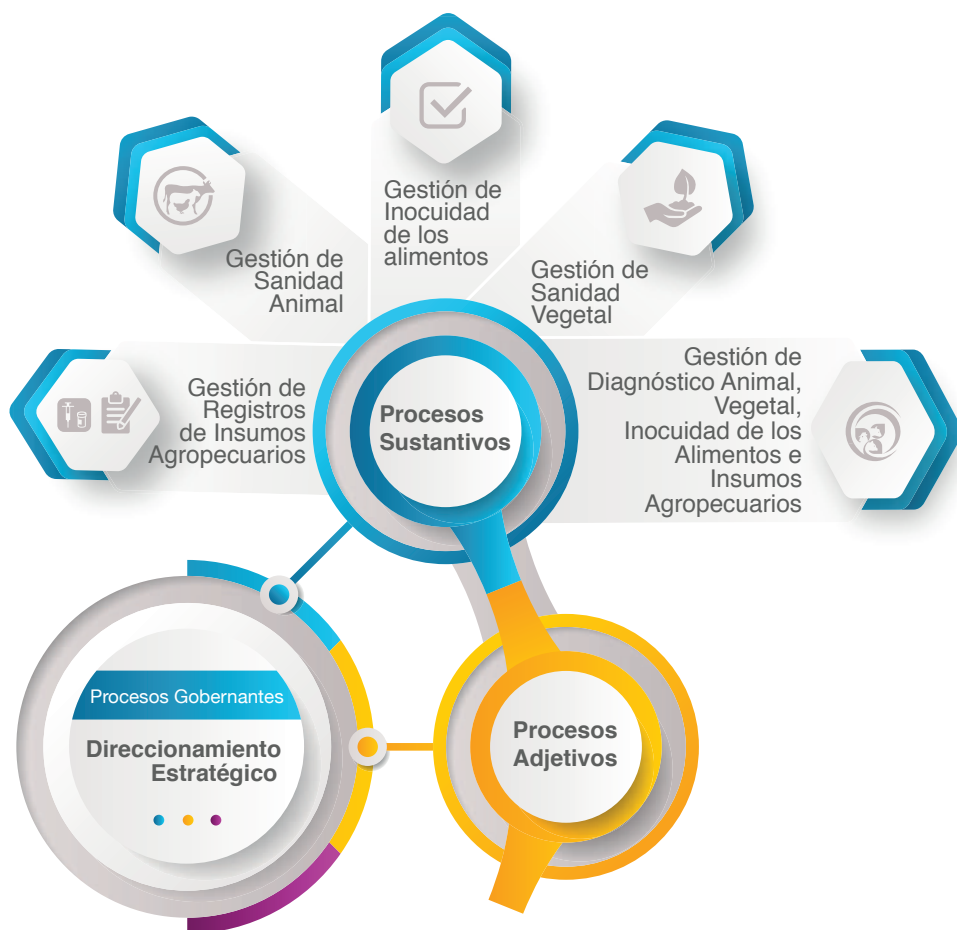 Gestión de
Inocuidad
de los
alimentos
Gestión de
Sanidad
Animal
Gestión de
Sanidad
Vegetal
Gestión de
Registros
de Insumos
Agropecuarios
Procesos
Sustantivos
Gestión de
Diagnóstico Animal,
Vegetal,
Inocuidad de los
Alimentos e
Insumos
Agropecuarios
Procesos Gobernantes
Direccionamiento
Estratégico
Procesos
Adjetivos